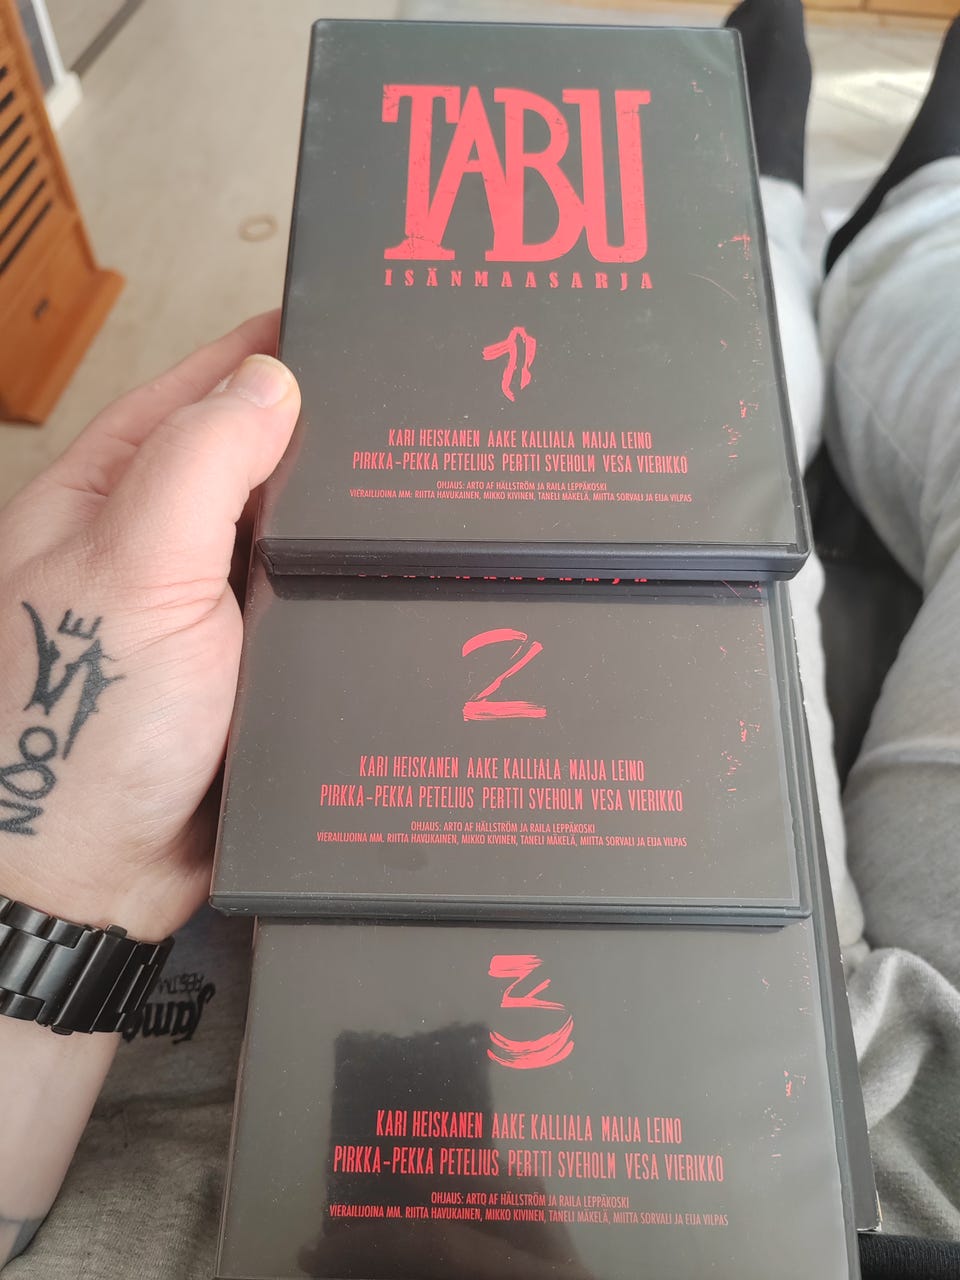 TABU
ISÄNMAASARJA
1
KARI HEISKANEN AAKE KALLIALA MAIJA LEINO
PIRKKA-PEKKA PETELIUS PERTTI SVEHOLM VESA VIERIKKO
OHJAUS: ARTO AF HÄLLSTRÖM JA RAILA LEPPÄKOSKI
VIERAILIJOINA MM: RIITTA HAVUKAINEN, MIKKO KIVINEN, TANELI MÄKELÄ, MIITTA SORVALI JA EIJA VILPAS
2
KARI HEISKANEN AAKE KALLIALA MAIJA LEINO
PIRKKA-PEKKA PETELIUS PERTTI SVEHOLM VESA VIERIKKO
OHJAUS: ARTO AF HÄLLSTRÖM JA RAILA LEPPÄKOSKI
VIERAILIJOINA MM. RIITTA HAVUKAINEN, MIKKO KIVINEN, TANELI MÄKELÄ, MIITTA SORVALI JA EIJA VILPAS
3
KARI HEISKANEN AAKE KALLIALA MAIJA LEINO
PIRKKA-PEKKA PETELIUS PERTTI SVEHOLM VESA VIERIKKO
OHJAUS: ARTO AF HÄLLSTRÖM JA RAILA LEPPÄKOSKI
VIERAILIJOINA MM. RIITTA HAVUKAINEN, MIKKO KIVINEN, TANELI MÄKELÄ, MIITTA SORVALI JA EIJA VILPAS